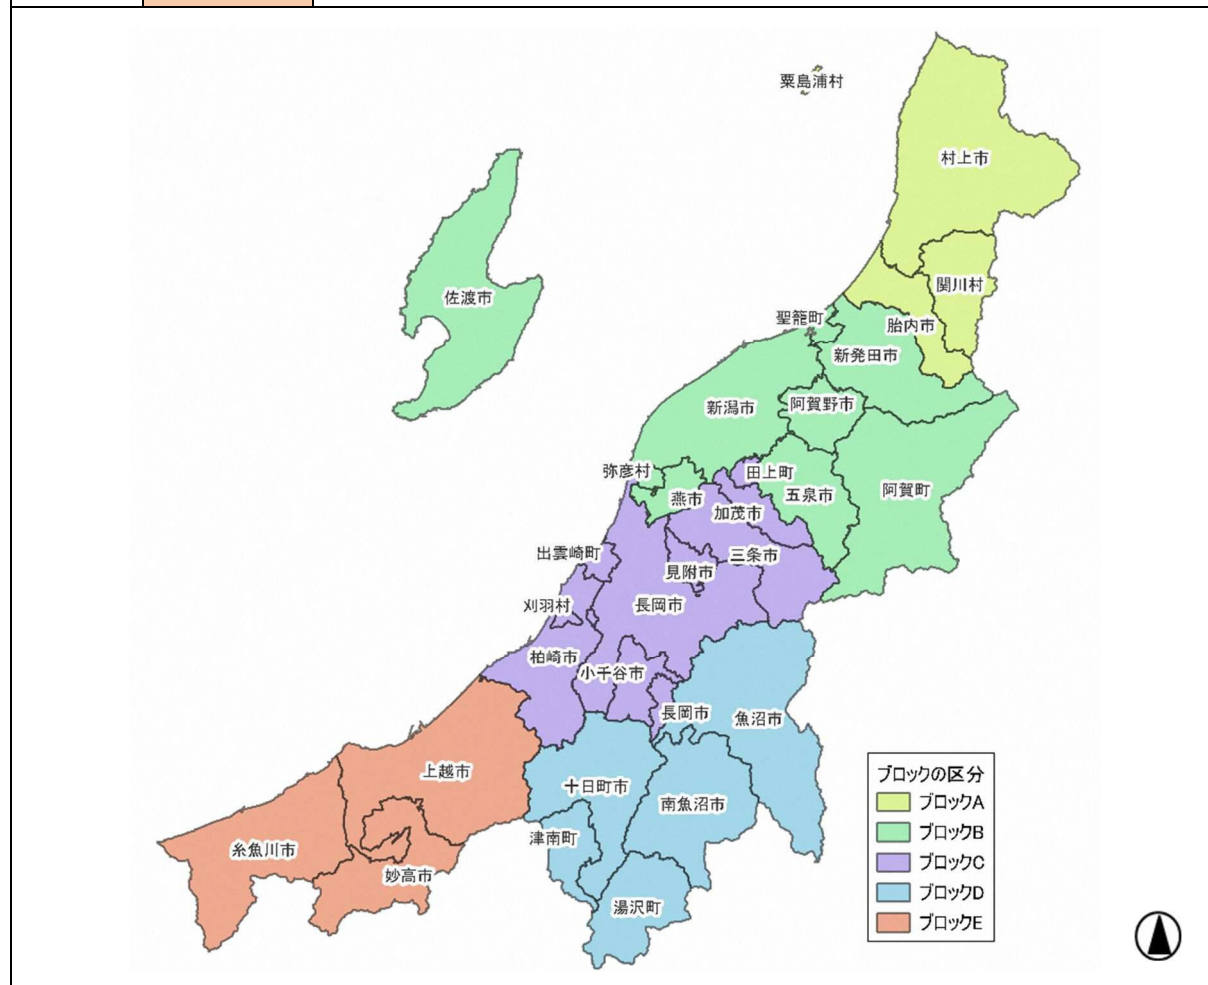 粟島浦村
村上市
関川村
佐渡市
聖籠町
胎内市
新発田市
新潟市
阿賀野市
弥彦村
田上町
燕市
五泉市
阿賀町
加茂市
出雲崎町
三条市
見附市
刈羽村
長岡市
柏崎市
小千谷市
長岡市
魚沼市
上越市
十日町市
南魚沼市
津南町
糸魚川市
妙高市
湯沢町
ブロックの区分
ブロックA
ブロックB
ブロックC
ブロックD
ブロックE